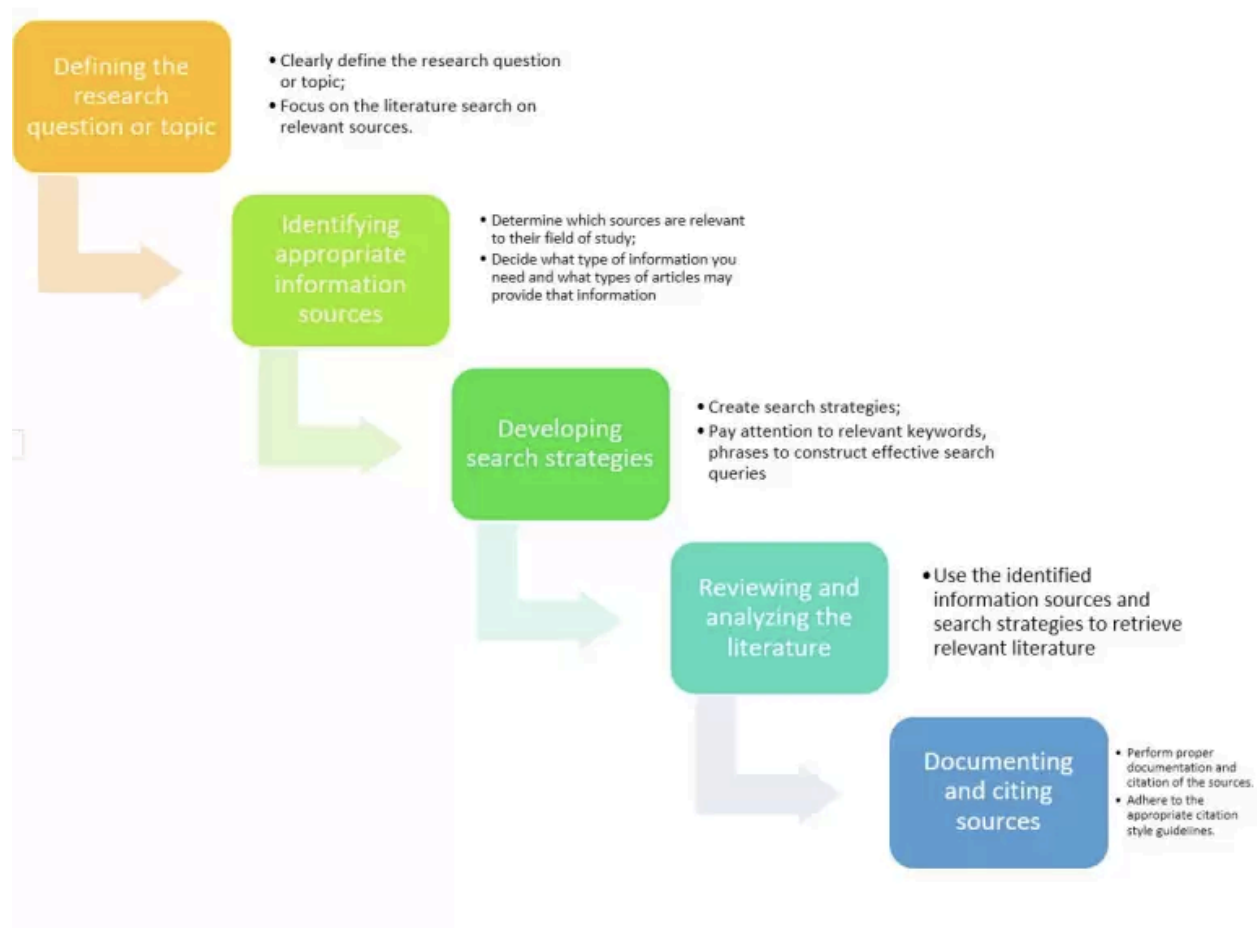 Defining the
research
question or topic
• Clearly define the research question
or topic;
• Focus on the literature search on
relevant sources.
Identifying
appropriate
information
sources
• Determine which sources are relevant
to their field of study;
• Decide what type of information you
need and what types of articles may
provide that information
Developing
search strategies
• Create search strategies;
• Pay attention to relevant keywords,
phrases to construct effective search
queries
Reviewing and
analyzing the
literature
• Use the identified
information sources and
search strategies to retrieve
relevant literature
Documenting
and citing
sources
• Perform proper
documentation and
citation of the sources.
• Adhere to the
appropriate citation
style guidelines.